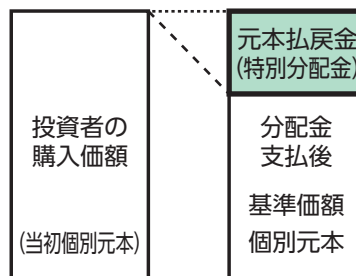 投資者の
購入価額
(当初個別元本)
元本払戻金
(特別分配金)
分配金
支払後
基準価額
個別元本